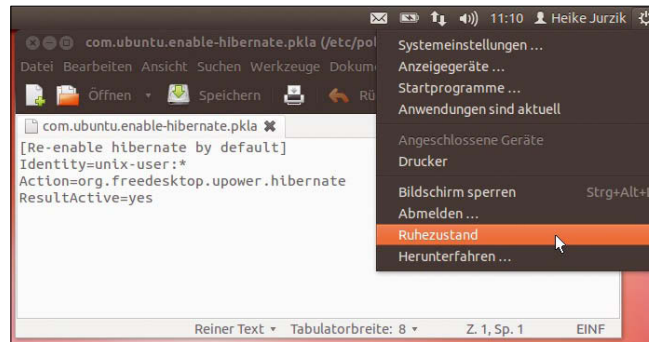 11:10 Heike Jurzik
com.ubuntu.enable-hibernate.pkla (/etc/pol
Datei Bearbeiten Ansicht Suchen Werkzeuge Dokum
Öffnen Speichern Rü
com.ubuntu.enable-hibernate.pkla
[Re-enable hibernate by default]
Identity=unix-user:*
Action=org.freedesktop.upower.hibernate
ResultActive=yes
Systemeinstellungen ...
Anzeigegeräte ...
Startprogramme ...
Anwendungen sind aktuell
Angeschlossene Geräte
Drucker
Bildschirm sperren Strg+Alt+
Abmelden ...
Ruhezustand
Herunterfahren ...
Reiner Text Tabulatorbreite: 8 Z. 1, Sp. 1 EINF